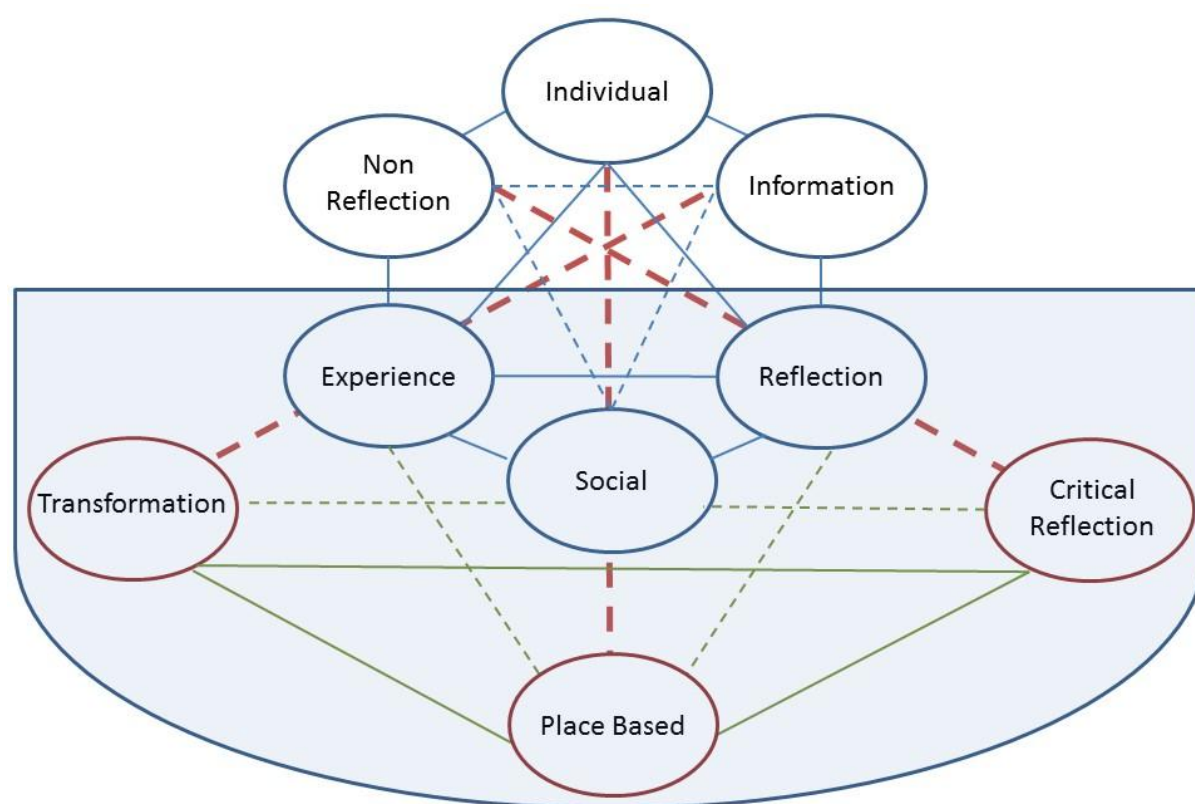 Individual
Non
Reflection
Information
Experience
Reflection
Social
Transformation
Critical
Reflection
Place Based